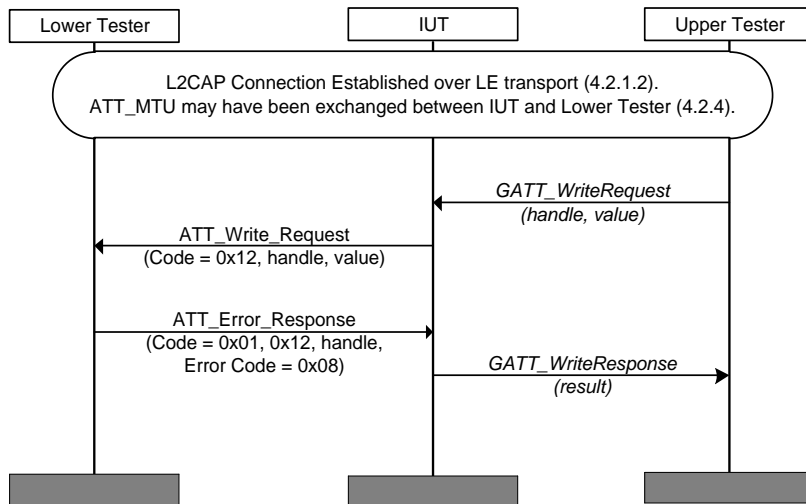 Lower Tester
IUT
Upper Tester
L2CAP Connection Established over LE transport (4.2.1.2).
ATT_MTU may have been exchanged between IUT and Lower Tester (4.2.4).
GATT_WriteRequest
(handle, value)
ATT_Write_Request
(Code = 0x12, handle, value)
ATT_Error_Response
(Code = 0x01, 0x12, handle,
Error Code = 0x08)
GATT_WriteResponse
(result)